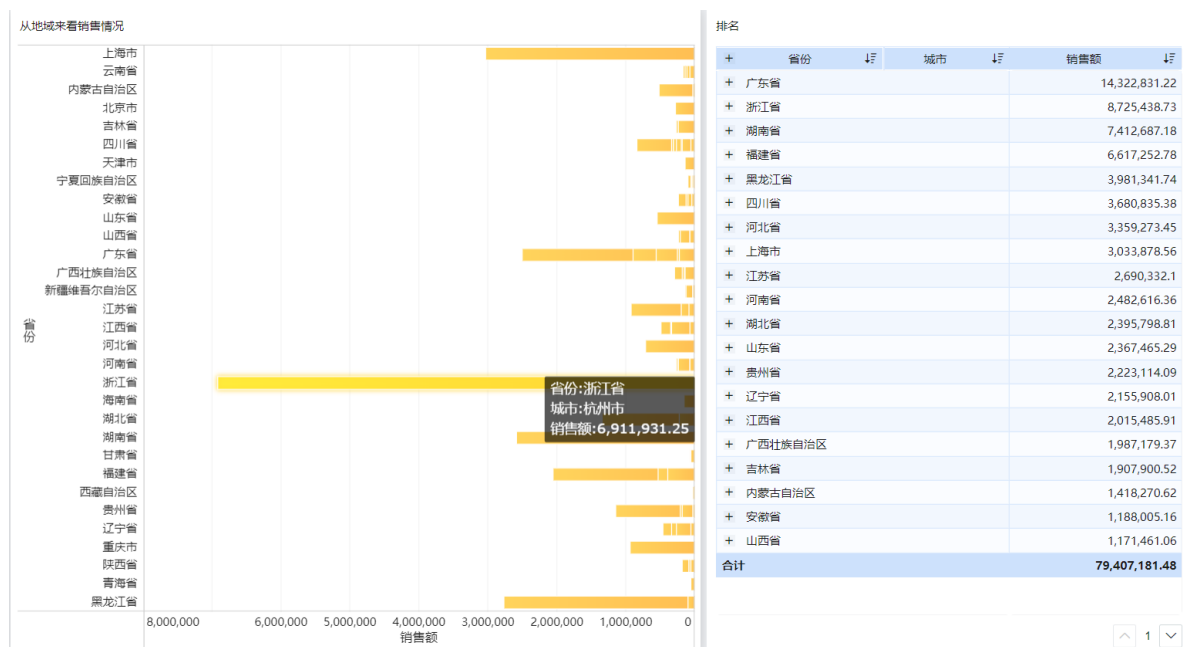 从地域来看销售情况
上海市
云南省
内蒙古自治区
北京市
吉林省
四川省
天津市
宁夏回族自治区
安徽省
山东省
山西省
广东省
广西壮族自治区
新疆维吾尔自治区
江苏省
江西省
河北省
河南省
浙江省
海南省
湖北省
湖南省
甘肃省
福建省
西藏自治区
贵州省
辽宁省
重庆市
陕西省
青海省
黑龙江省
省份
省份:浙江省
城市:杭州市
销售额:6,911,931.25
8,000,000 6,000,000 5,000,000 4,000,000 3,000,000 2,000,000 1,000,000 0
销售额
排名
+ 省份 城市 销售额
+ 广东省 14,322,831.22
+ 浙江省 8,725,438.73
+ 湖南省 7,412,687.18
+ 福建省 6,617,252.78
+ 黑龙江省 3,981,341.74
+ 四川省 3,680,835.38
+ 河北省 3,359,273.45
+ 上海市 3,033,878.56
+ 江苏省 2,690,332.1
+ 河南省 2,482,616.36
+ 湖北省 2,395,798.81
+ 山东省 2,367,465.29
+ 贵州省 2,223,114.09
+ 辽宁省 2,155,908.01
+ 江西省 2,015,485.91
+ 广西壮族自治区 1,987,179.37
+ 吉林省 1,907,900.52
+ 内蒙古自治区 1,418,270.62
+ 安徽省 1,188,005.16
+ 山西省 1,171,461.06
合计 79,407,181.48
1